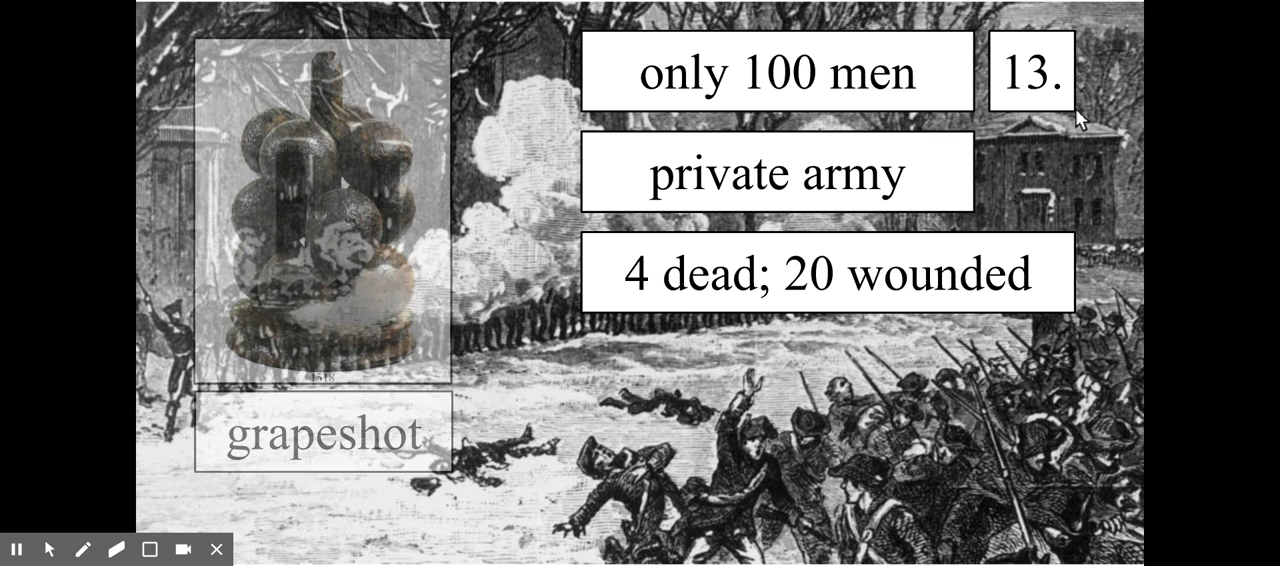 only 100 men
13.
private army
4 dead; 20 wounded
grapeshot